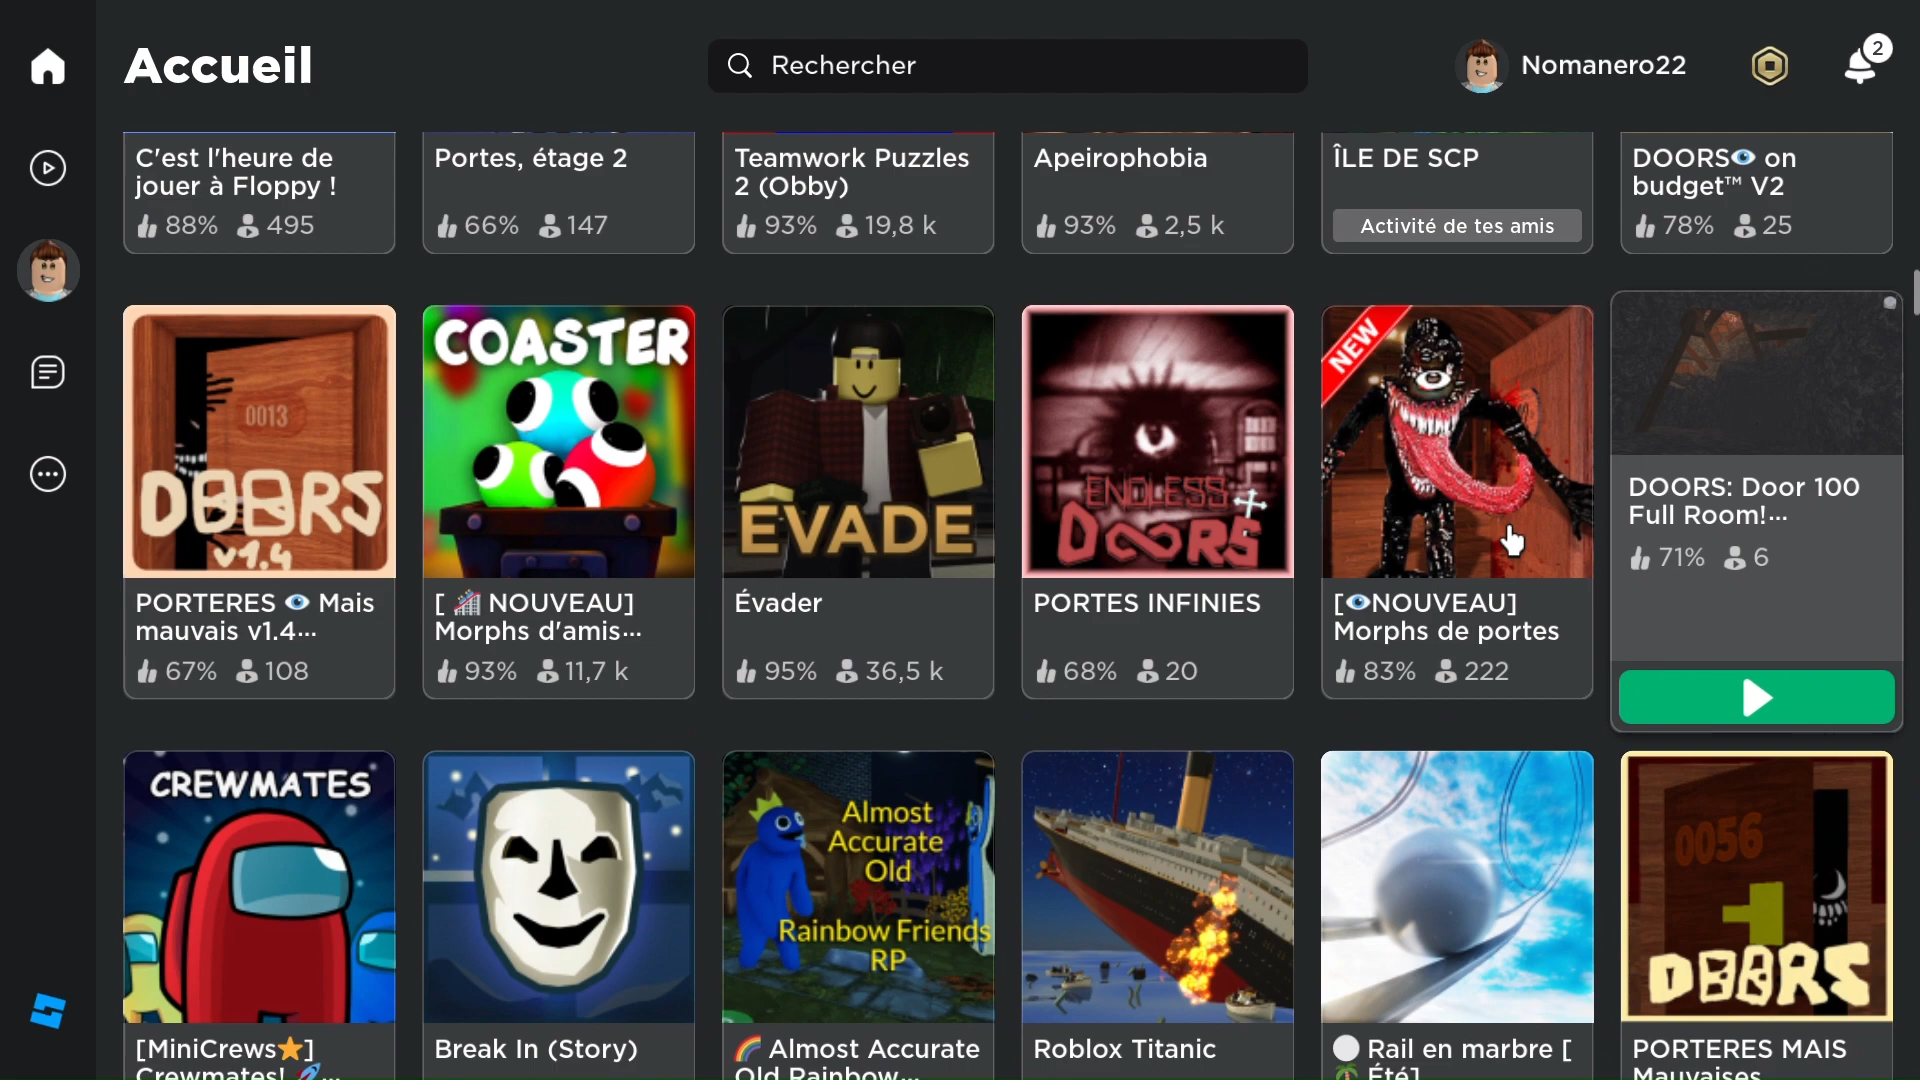 Accueil
Rechercher
Nomanero22
2
C'est l'heure de
jouer à Floppy !
88% 495
Portes, étage 2
66% 147
Teamwork Puzzles
2 (Obby)
93% 19,8 k
Apeirophobia
93% 2,5 k
ÎLE DE SCP
Activité de tes amis
DOORS👁️ on
budget™ V2
78% 25
0013
DOORS
v1.4
PORTERES 👁️ Mais
mauvais v1.4...
67% 108
COASTER
[ 🎢 NOUVEAU]
Morphs d'amis...
93% 11,7 k
EVADE
Évader
95% 36,5 k
ENDLESS
DOORS
PORTES INFINIES
68% 20
NEW
[👁️NOUVEAU]
Morphs de portes
83% 222
DOORS: Door 100
Full Room!...
71% 6
CREWMATES
[MiniCrews⭐]
Crewmates! 🚀...
Break In (Story)
Almost
Accurate
Old
Rainbow Friends
RP
🌈 Almost Accurate
Old Rainbow...
Roblox Titanic
⚪ Rail en marbre [
🌴 Été]
0056
DOORS
PORTERES MAIS
Mauvaises